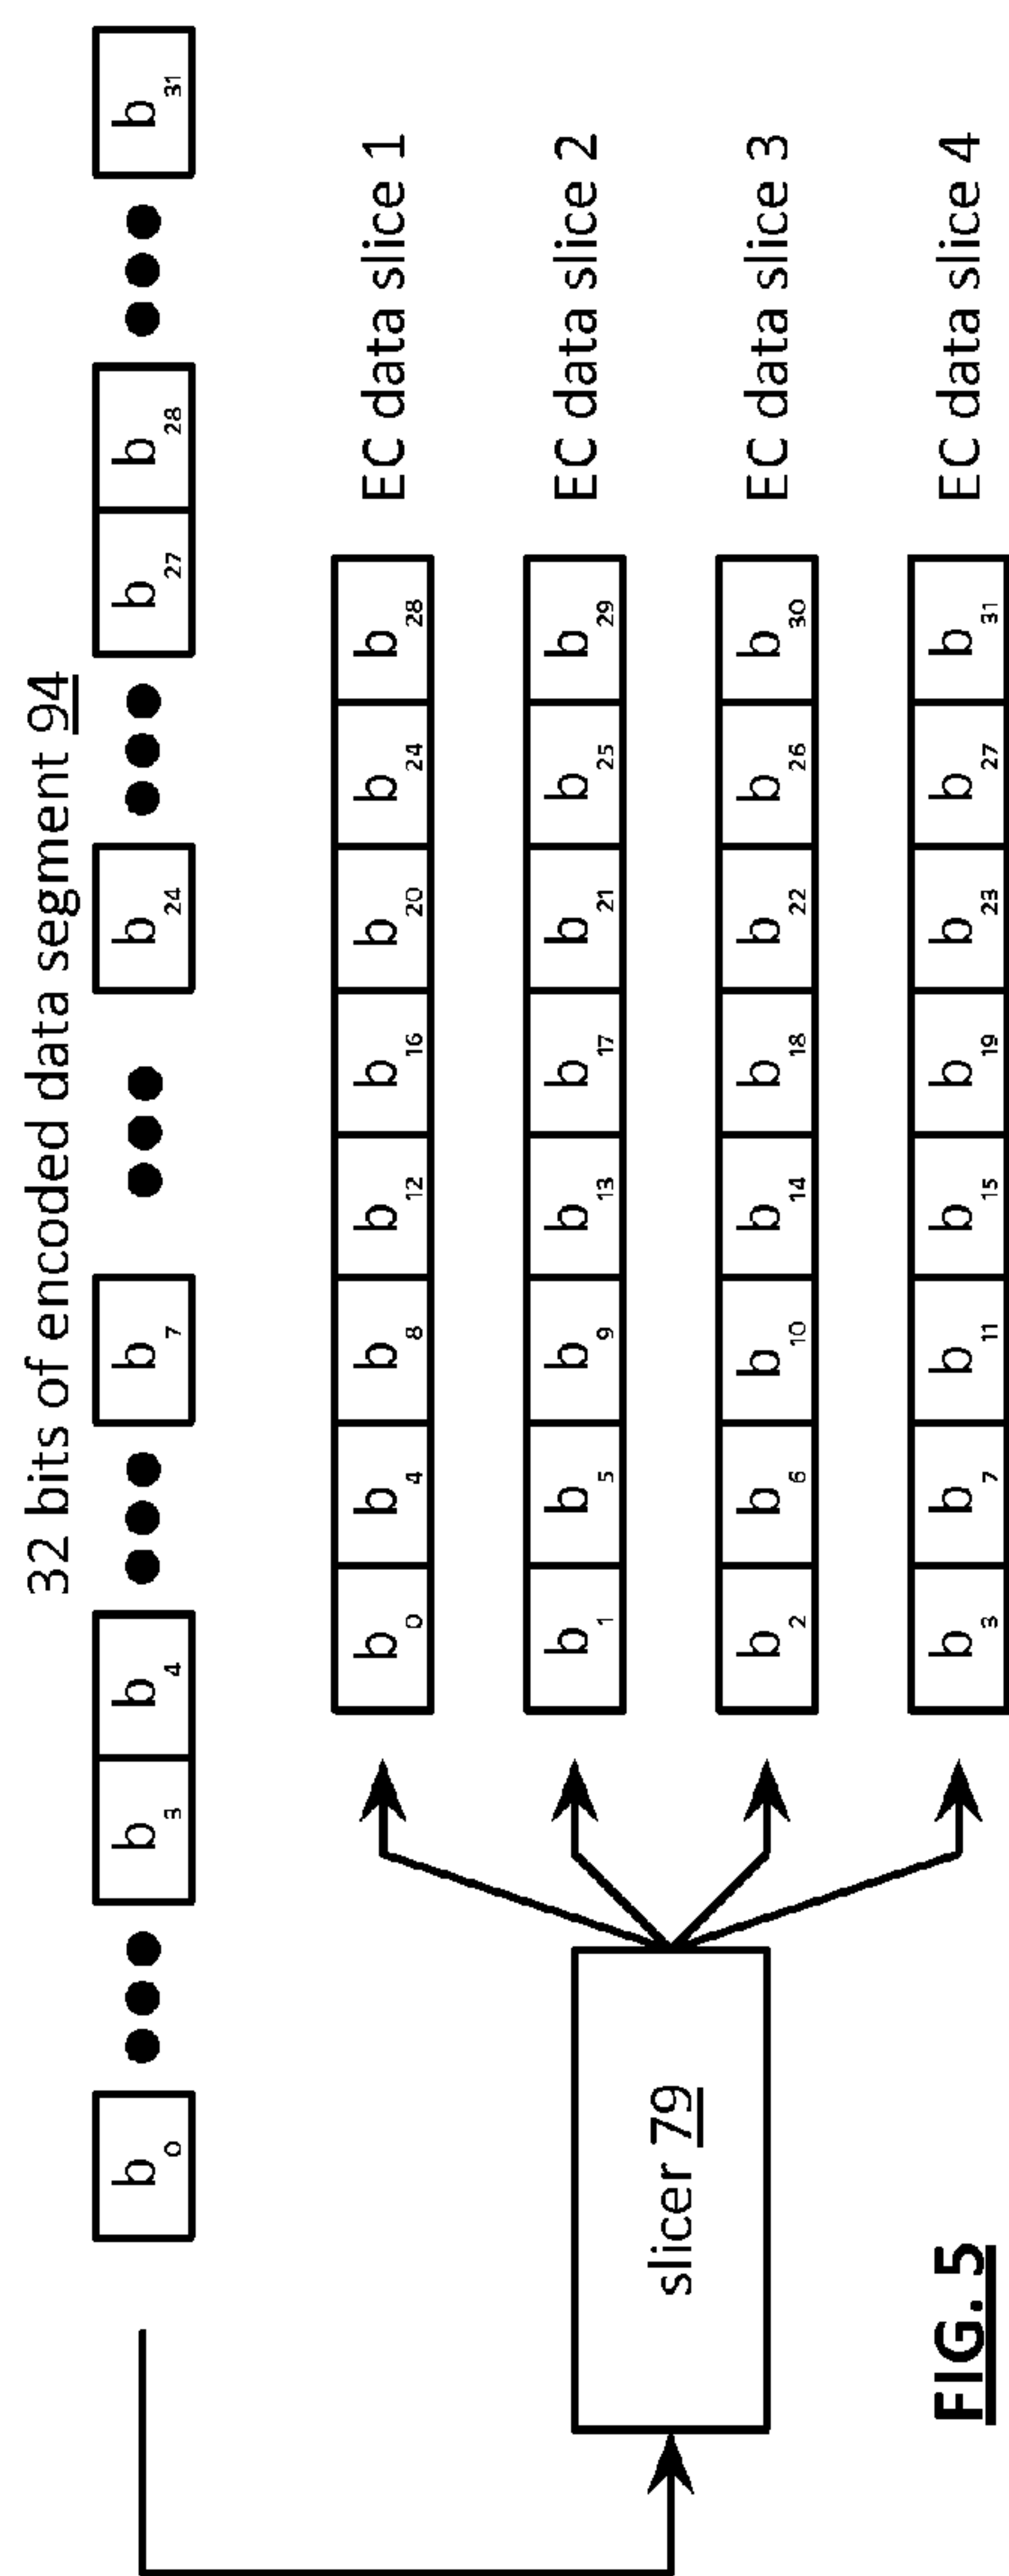 32 bits of encoded data segment 94
b0 b3 b4 b7 b24 b27 b28 b31
slicer 79
b0 b4 b8 b12 b16 b20 b24 b28 EC data slice 1
b1 b5 b9 b13 b17 b21 b25 b29 EC data slice 2
b2 b6 b10 b14 b18 b22 b26 b30 EC data slice 3
b3 b7 b11 b15 b19 b23 b27 b31 EC data slice 4
FIG. 5